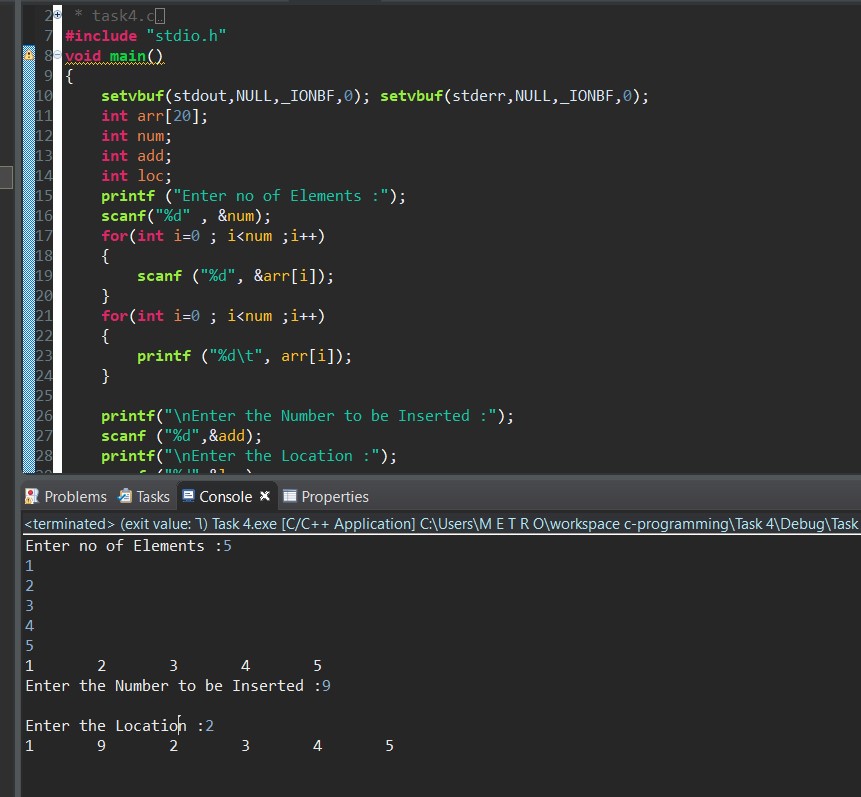 2 * task4.c
7 #include "stdio.h"
8 void main()
9 {
10 setvbuf(stdout,NULL,_IONBF,0); setvbuf(stderr,NULL,_IONBF,0);
11 int arr[20];
12 int num;
13 int add;
14 int loc;
15 printf ("Enter no of Elements :");
16 scanf("%d" , &num);
17 for(int i=0 ; i<num ;i++)
18 {
19 scanf ("%d", &arr[i]);
20 }
21 for(int i=0 ; i<num ;i++)
22 {
23 printf ("%d\t", arr[i]);
24 }
25
26 printf("\nEnter the Number to be Inserted :");
27 scanf ("%d",&add);
28 printf("\nEnter the Location :");
Problems Tasks Console Properties
<terminated> (exit value: ) Task 4.exe [C/C++ Application] C:\Users\M E T R O\workspace c-programming\Task 4\Debug\Task
Enter no of Elements :5
1
2
3
4
5
1 2 3 4 5
Enter the Number to be Inserted :9
Enter the Location :2
1 9 2 3 4 5